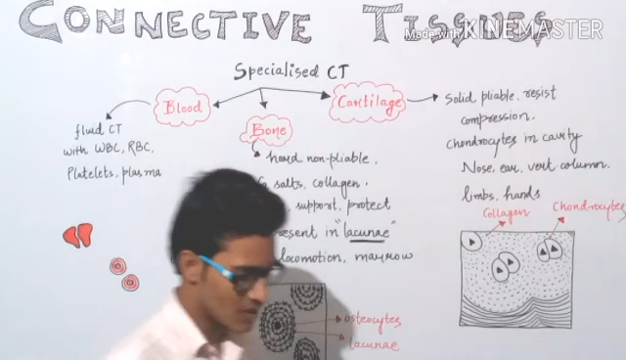 CONNECTIVE TISSUES
Made with KINEMASTER
Specialised CT
Blood
fluid CT
with WBC, RBC,
Platelets, plasma
Bone
hard non-pliable.
salts, collagen.
support, protect
present in "lacunae"
locomotion, marrow
osteocytes
lacunae
Cartilage
Solid pliable, resist
compression.
Chondrocytes in cavity
Nose, ear, vert column.
limbs, hands
Collagen
Chondrocytes